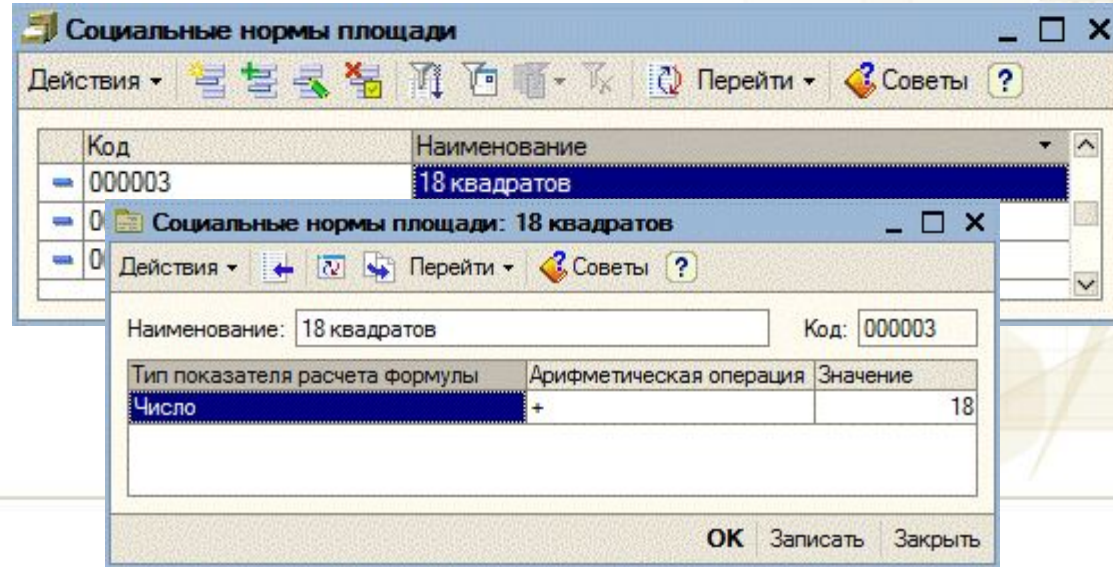 Социальные нормы площади
Действия Перейти Советы ?
Код Наименование
000003 18 квадратов
Социальные нормы площади: 18 квадратов
Действия Перейти Советы ?
Наименование: 18 квадратов Код: 000003
Тип показателя расчета формулы Арифметическая операция Значение
Число + 18
OK Записать Закрыть